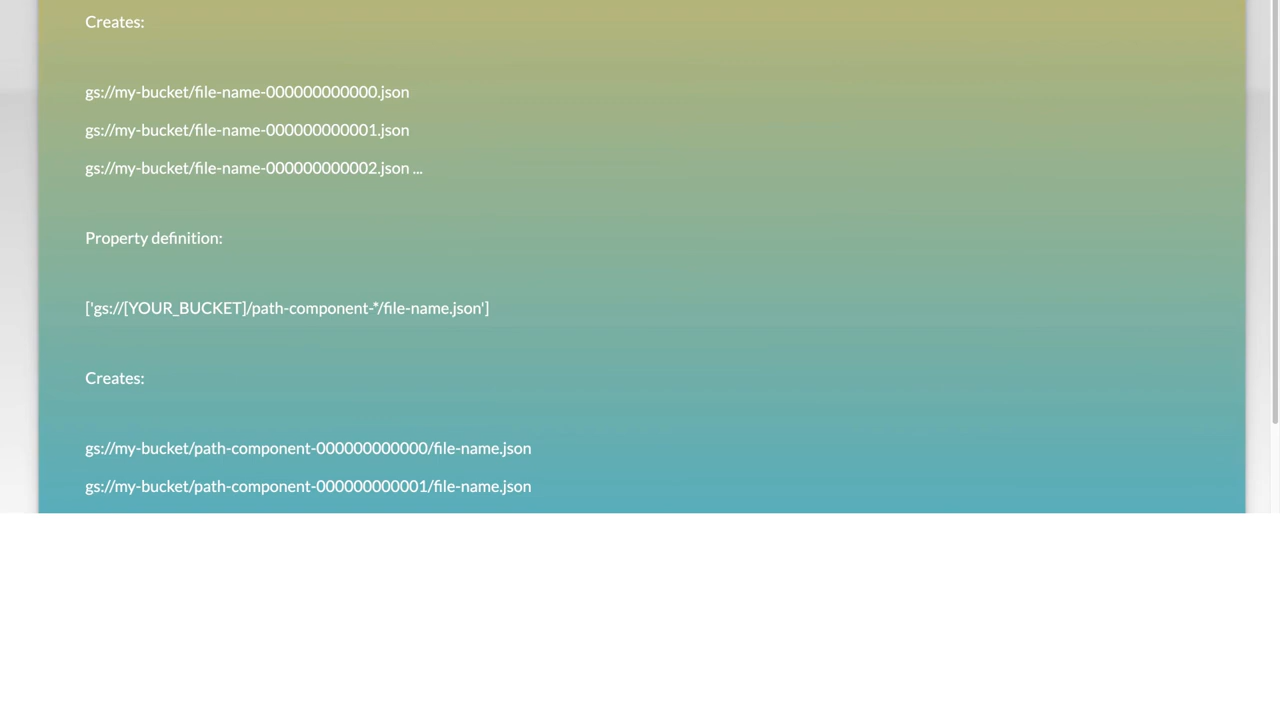 Creates:
gs://my-bucket/file-name-000000000000.json
gs://my-bucket/file-name-000000000001.json
gs://my-bucket/file-name-000000000002.json ...
Property definition:
['gs://[YOUR_BUCKET]/path-component-*/file-name.json']
Creates:
gs://my-bucket/path-component-000000000000/file-name.json
gs://my-bucket/path-component-000000000001/file-name.json